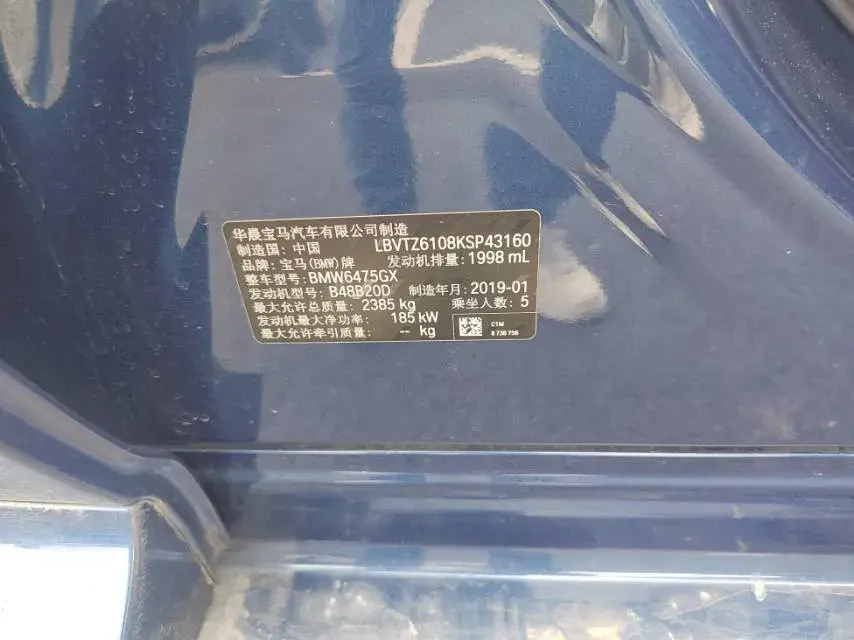 华晨宝马汽车有限公司制造
制造国: 中国 LBVTZ6108KSP43160
品牌: 宝马(BMW)牌 发动机排量: 1998 mL
整车型号: BMW6475GX
发动机型号: B48B20D 制造年月: 2019-01
最大允许总质量: 2385 kg 乘坐人数: 5
发动机最大净功率: 185 kW
最大允许牵引质量: -- kg
C1M
8 736 756